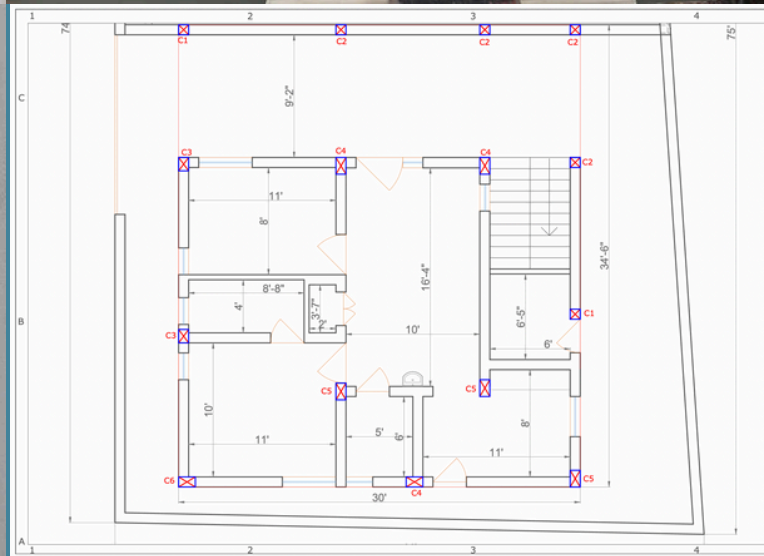 1 2 3 4
74'
75'
C1 C2 C2 C2
C
9'-2"
C3 C4 C4 C2
11'
8'
34'-6"
16'-4"
8'-8"
4'
3'-7"
2'
6'-5"
B
C1
C3
10'
6'
C5 C5
10'
5'
6'
8'
11'
11'
C6 C4 C5
30'
A
1 2 3 4